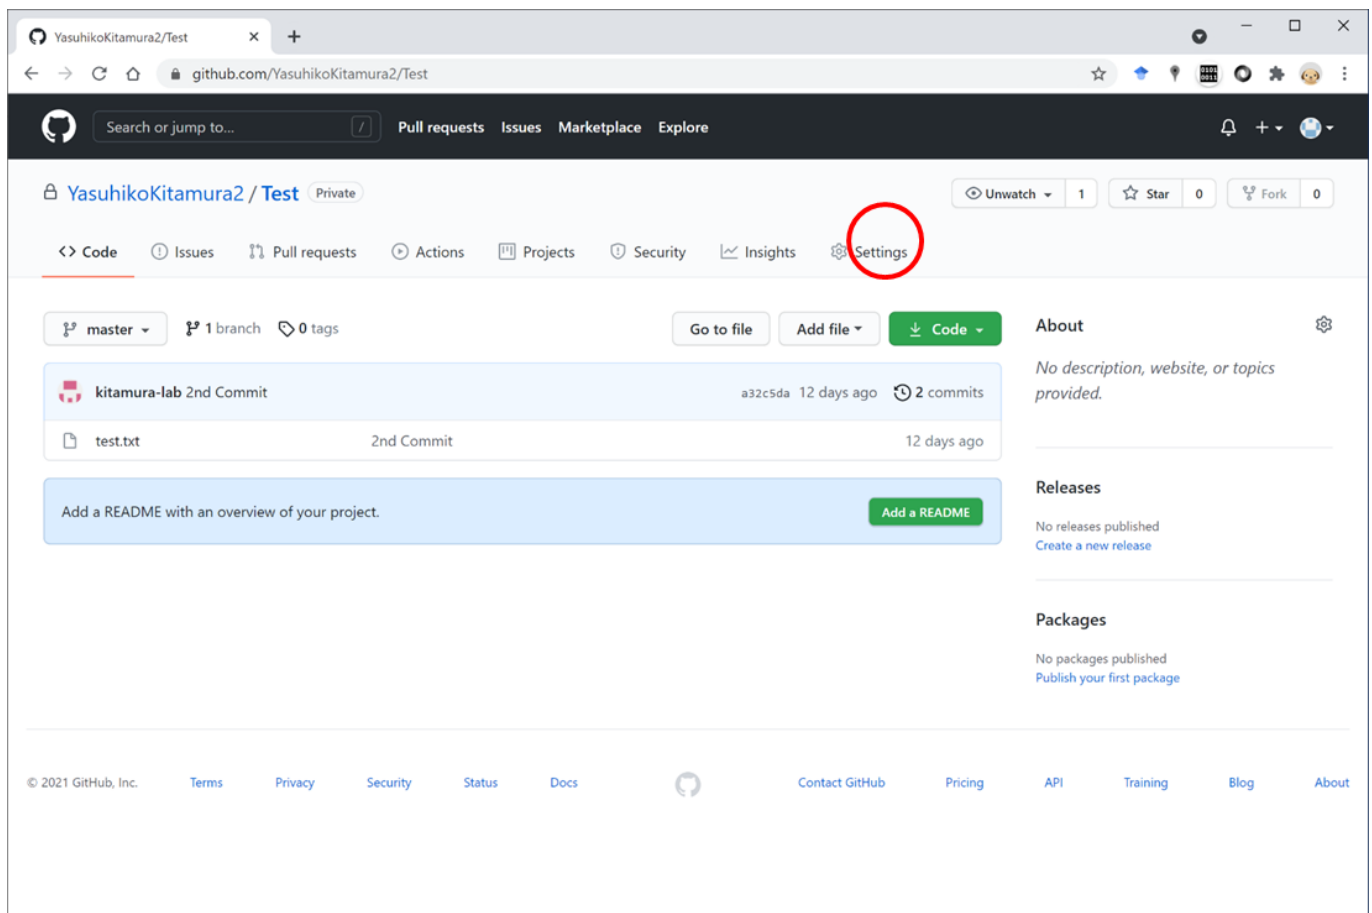 YasuhikoKitamura2/Test
github.com/YasuhikoKitamura2/Test
0101
0011
Search or jump to... / Pull requests Issues Marketplace Explore
YasuhikoKitamura2 / Test Private Unwatch 1 Star 0 Fork 0
<> Code Issues Pull requests Actions Projects Security Insights Settings
master 1 branch 0 tags Go to file Add file Code About
No description, website, or topics
provided.
kitamura-lab 2nd Commit a32c5da 12 days ago 2 commits
test.txt 2nd Commit 12 days ago
Releases
Add a README with an overview of your project. Add a README
No releases published
Create a new release
Packages
No packages published
Publish your first package
© 2021 GitHub, Inc. Terms Privacy Security Status Docs Contact GitHub Pricing API Training Blog About